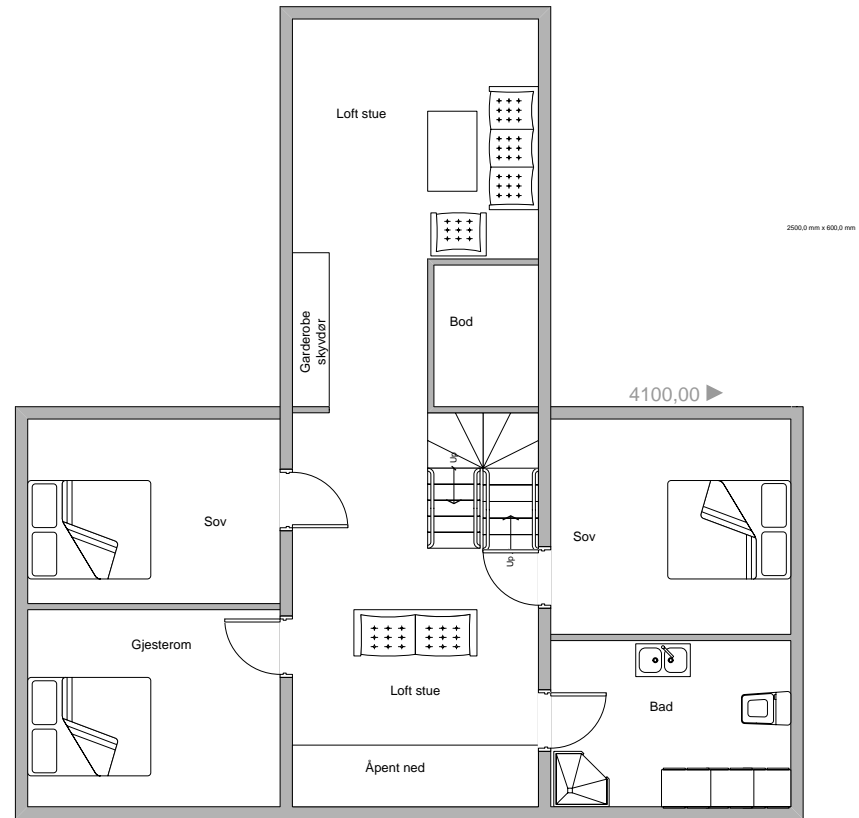 Loft stue
2500,0 mm x 600,0 mm
Garderobe
skyvdør
Bod
4100,00
Up
Sov
Sov
Up
Gjesterom
Loft stue
Bad
Åpent ned